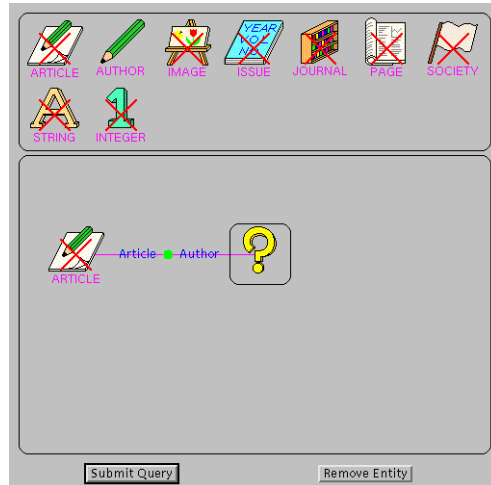 YEAR
VOL
NO.
ARTICLE AUTHOR IMAGE ISSUE JOURNAL PAGE SOCIETY
A 1
STRING INTEGER
Article Author ?
ARTICLE
Submit Query Remove Entity